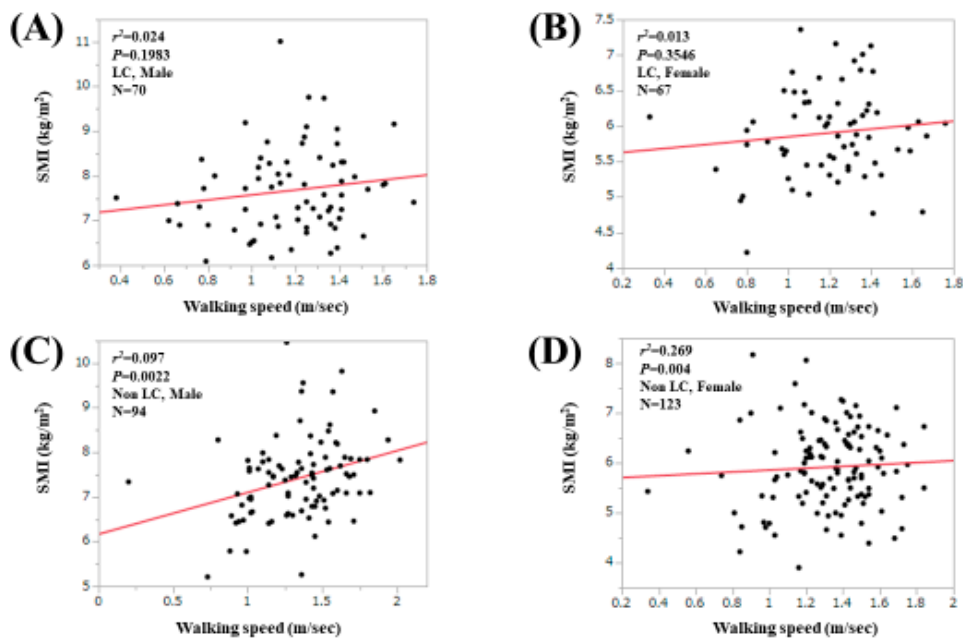 (A)
r²=0.024
P=0.1983
LC, Male
N=70
SMI (kg/m²)
11
10
9
8
7
6
0.4 0.6 0.8 1 1.2 1.4 1.6 1.8
Walking speed (m/sec)
(B)
r²=0.013
P=0.3546
LC, Female
N=67
SMI (kg/m²)
7.5
7
6.5
6
5.5
5
4.5
4
0.2 0.4 0.6 0.8 1 1.2 1.4 1.6 1.8
Walking speed (m/sec)
(C)
r²=0.097
P=0.0022
Non LC, Male
N=94
SMI (kg/m²)
10
9
8
7
6
5
0 0.5 1 1.5 2
Walking speed (m/sec)
(D)
r²=0.269
P=0.004
Non LC, Female
N=123
SMI (kg/m²)
8
7
6
5
4
0.2 0.4 0.6 0.8 1 1.2 1.4 1.6 1.8 2
Walking speed (m/sec)